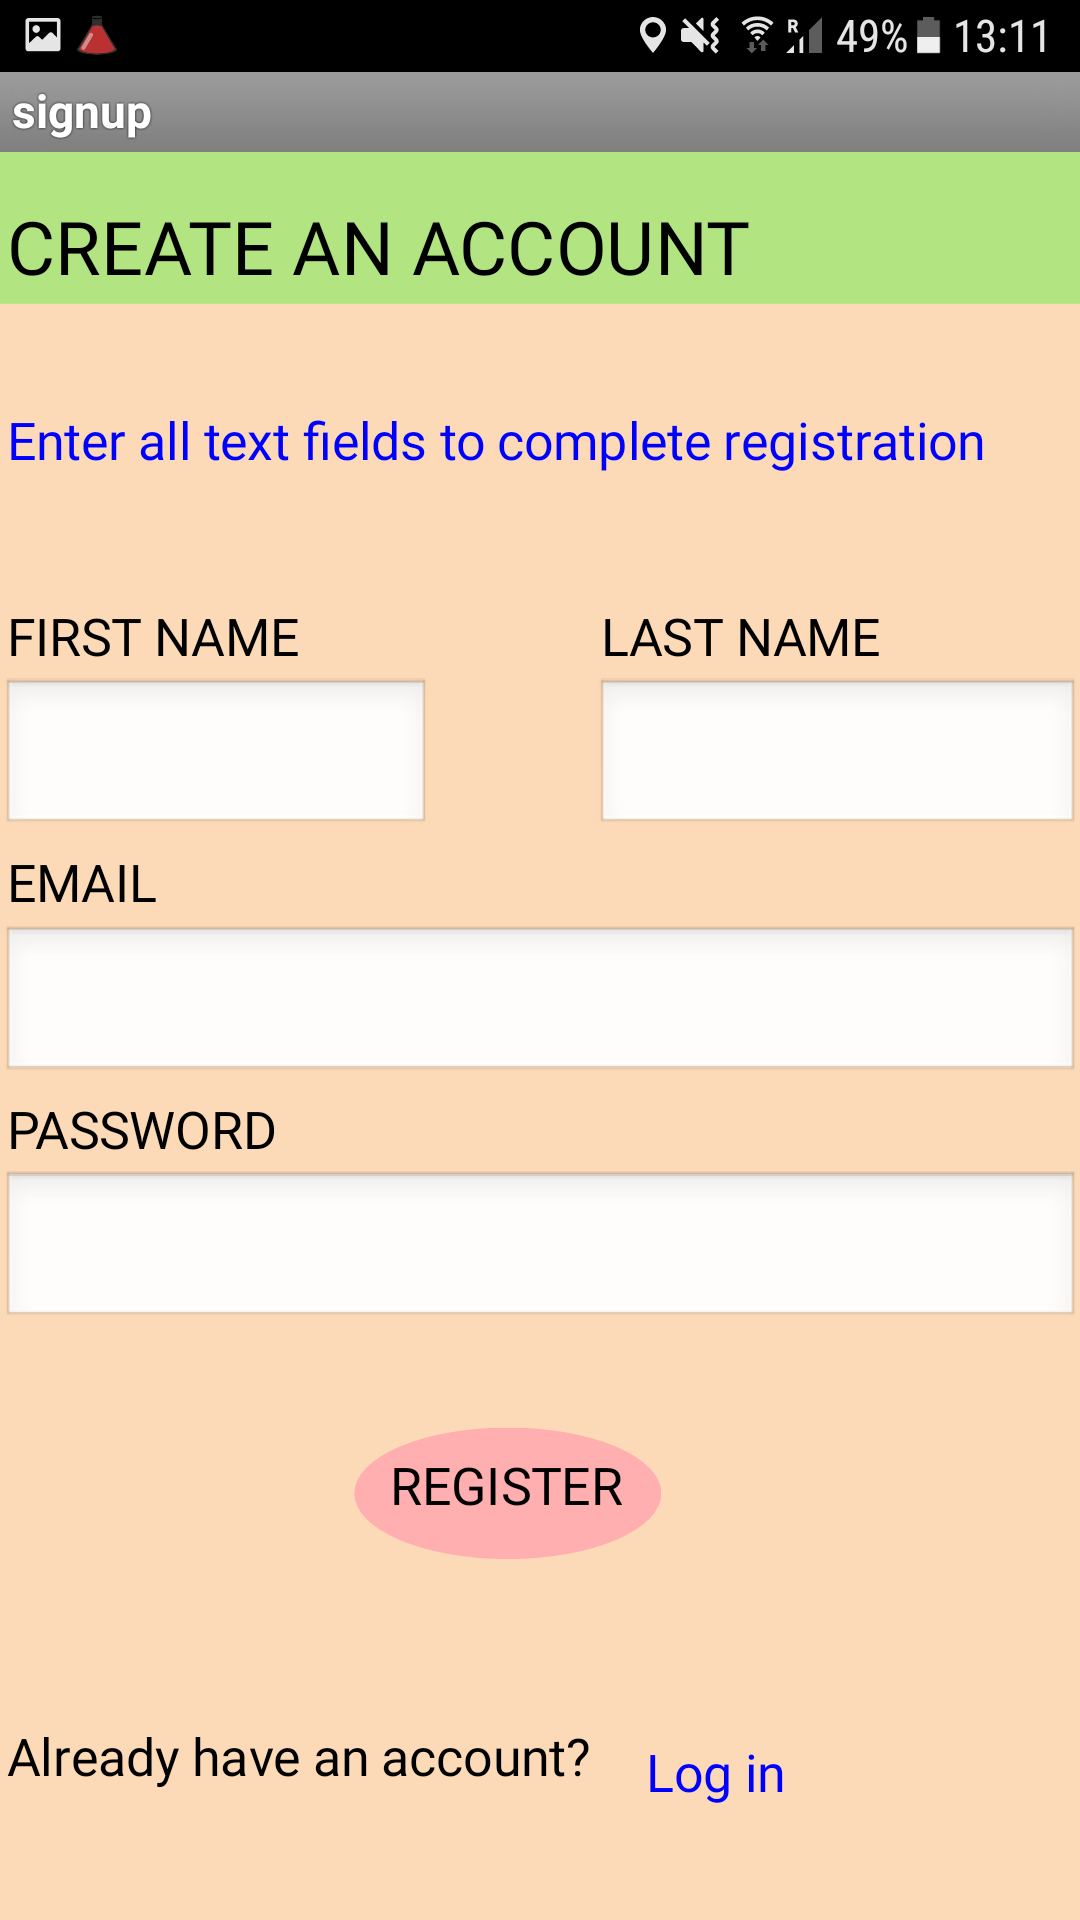 R 49% 13:11
signup
CREATE AN ACCOUNT
Enter all text fields to complete registration
FIRST NAME LAST NAME
EMAIL
PASSWORD
REGISTER
Already have an account? Log in